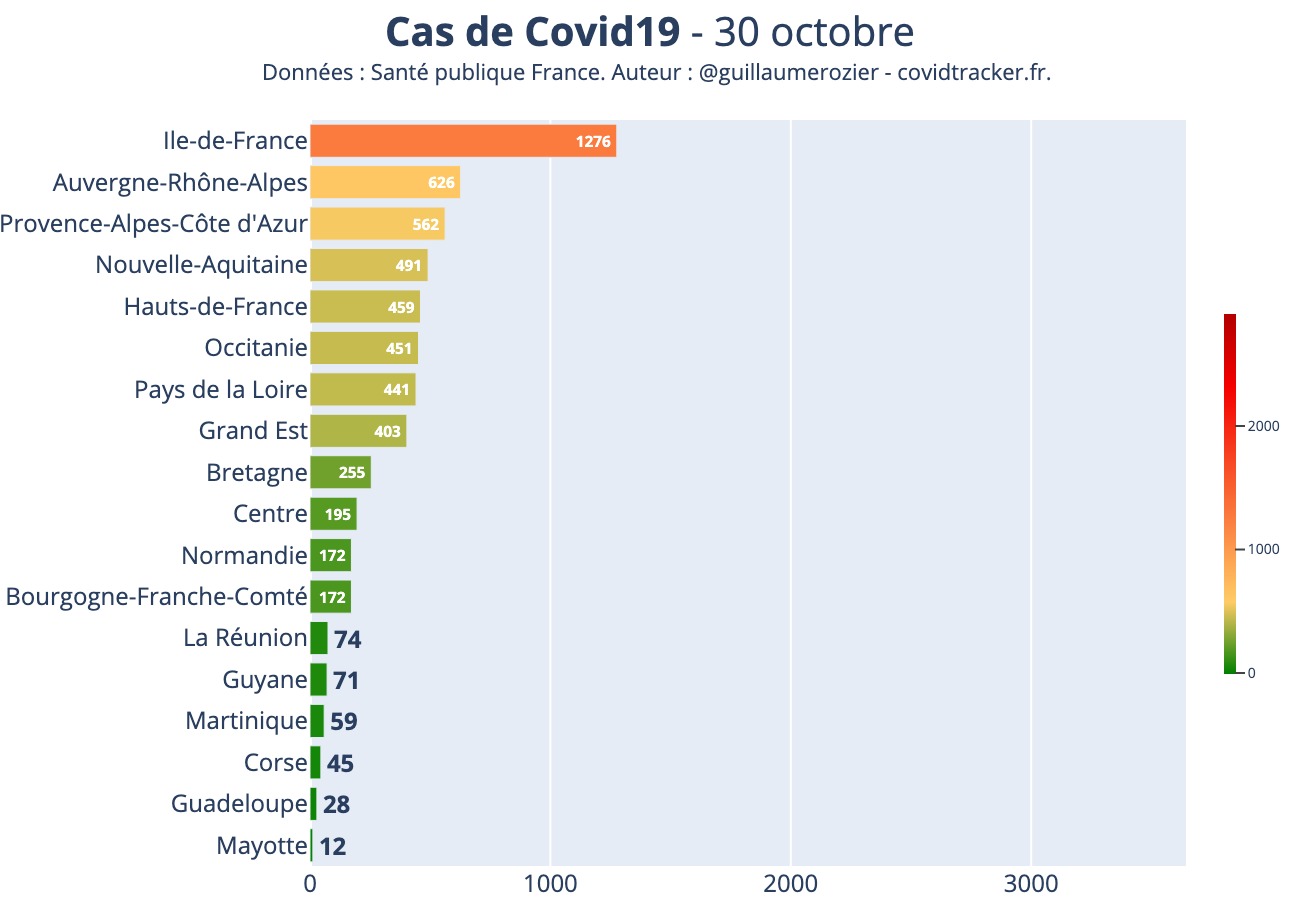 Cas de Covid19 - 30 octobre
Données : Santé publique France. Auteur : @guillaumerozier - covidtracker.fr.
Ile-de-France 1276
Auvergne-Rhône-Alpes 626
Provence-Alpes-Côte d'Azur 562
Nouvelle-Aquitaine 491
Hauts-de-France 459
Occitanie 451
Pays de la Loire 441
Grand Est 403
Bretagne 255
Centre 195
Normandie 172
Bourgogne-Franche-Comté 172
La Réunion 74
Guyane 71
Martinique 59
Corse 45
Guadeloupe 28
Mayotte 12
0 1000 2000 3000
2000
1000
0